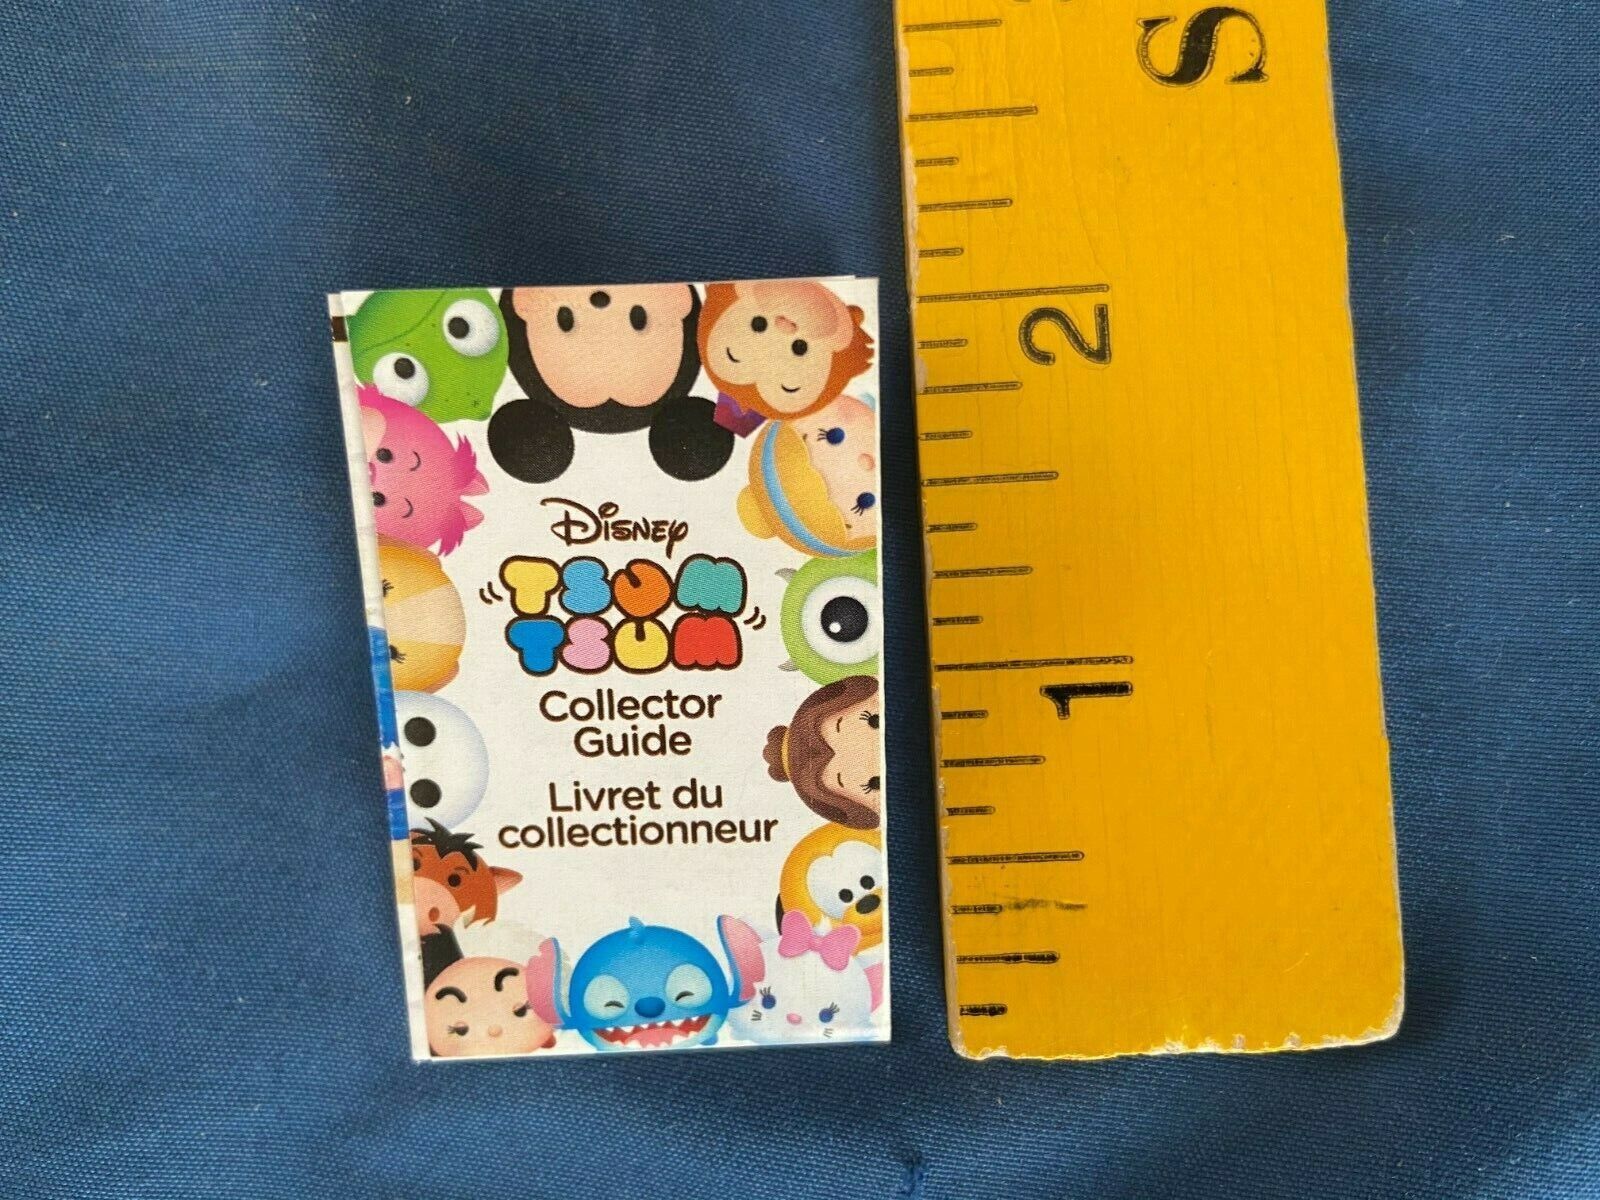 Disney
TSUM
TSUM
Collector
Guide
Livret du
collectionneur
S
2
1